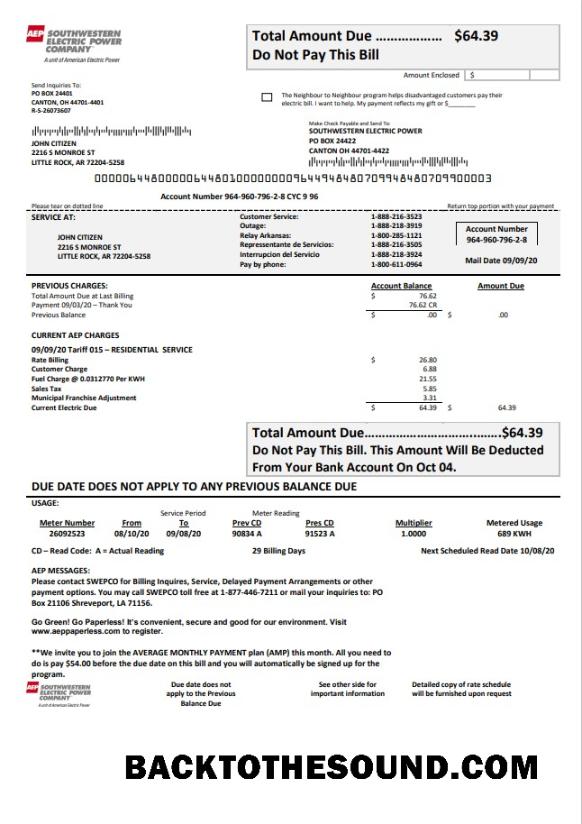 AEP SOUTHWESTERN
ELECTRIC POWER
COMPANY
A unit of American Electric Power
Total Amount Due ……………… $64.39
Do Not Pay This Bill
Amount Enclosed $
Send Inquiries To:
PO BOX 24401
CANTON, OH 44701-4401
R-S-26073607
The Neighbour to Neighbour program helps disadvantaged customers pay their
electric bill. I want to help. My payment reflects my gift or $_______
JOHN CITIZEN
2216 S MONROE ST
LITTLE ROCK, AR 72204-5258
Make Check Payable and Send To:
SOUTHWESTERN ELECTRIC POWER
PO BOX 24422
CANTON OH 44701-4422
Account Number 964-960-796-2-8 CYC 9 96
Please tear on dotted line Return top portion with your payment
SERVICE AT:
JOHN CITIZEN
2216 S MONROE ST
LITTLE ROCK, AR 72204-5258
Customer Service: 1-888-216-3523
Outage: 1-888-218-3919
Relay Arkansas: 1-800-285-1121
Representante de Servicios: 1-888-216-3505
Interrupcion del Servicio 1-888-218-3924
Pay by phone: 1-800-611-0964
Account Number
964-960-796-2-8
Mail Date 09/09/20
PREVIOUS CHARGES: Account Balance Amount Due
Total Amount Due at Last Billing $ 76.62
Payment 09/03/20 – Thank You 76.62 CR
Previous Balance $ .00 $ .00
CURRENT AEP CHARGES
09/09/20 Tariff 015 – RESIDENTIAL SERVICE
Rate Billing $ 26.80
Customer Charge 6.88
Fuel Charge @ 0.0312770 Per KWH 21.55
Sales Tax 5.85
Municipal Franchise Adjustment 3.31
Current Electric Due $ 64.39 $ 64.39
Total Amount Due……………………………..$64.39
Do Not Pay This Bill. This Amount Will Be Deducted
From Your Bank Account On Oct 04.
DUE DATE DOES NOT APPLY TO ANY PREVIOUS BALANCE DUE
USAGE:
Service Period Meter Reading
Meter Number From To Prev CD Pres CD Multiplier Metered Usage
26092523 08/10/20 09/08/20 90834 A 91523 A 1.0000 689 KWH
CD – Read Code: A = Actual Reading 29 Billing Days Next Scheduled Read Date 10/08/20
AEP MESSAGES:
Please contact SWEPCO for Billing Inquires, Service, Delayed Payment Arrangements or other
payment options. You may call SWEPCO toll free at 1-877-446-7211 or mail your inquiries to: PO
Box 21106 Shreveport, LA 71156.
Go Green! Go Paperless! It's convenient, secure and good for our environment. Visit
www.aeppaperless.com to register.
**We invite you to join the AVERAGE MONTHLY PAYMENT plan (AMP) this month. All you need to
do is pay $54.00 before the due date on this bill and you will automatically be signed up for the
program.
AEP SOUTHWESTERN
ELECTRIC POWER
COMPANY
A unit of American Electric Power
Due date does not
apply to the Previous
Balance Due
See other side for
important information
Detailed copy of rate schedule
will be furnished upon request
BACKTOTHESOUND.COM